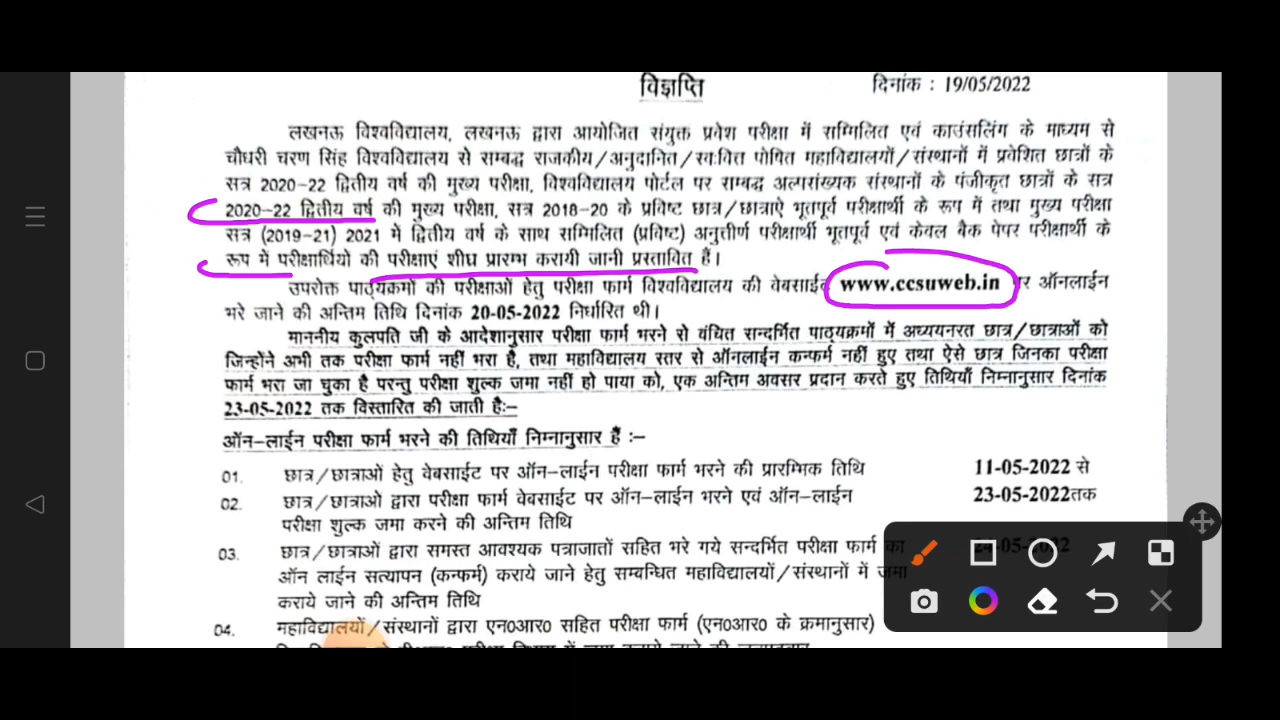 विज्ञप्ति
दिनांक : 19/05/2022
लखनऊ विश्वविद्यालय, लखनऊ द्वारा आयोजित संयुक्त प्रवेश परीक्षा में सम्मिलित एवं काउंसलिंग के माध्यम से
चौधरी चरण सिंह विश्वविद्यालय से सम्बद्ध राजकीय/अनुदानित/स्वःवित्त पोषित महाविद्यालयों/संस्थानों में प्रवेशित छात्रों के
सत्र 2020-22 द्वितीय वर्ष की मुख्य परीक्षा, विश्वविद्यालय पोर्टल पर सम्बद्ध अल्पसंख्यक संस्थानों के पंजीकृत छात्रों के सत्र
2020-22 द्वितीय वर्ष की मुख्य परीक्षा, सत्र 2018-20 के प्रविष्ट छात्र/छात्राऐं भूतपूर्व परीक्षार्थी के रूप में तथा मुख्य परीक्षा
सत्र (2019-21) 2021 में द्वितीय वर्ष के साथ सम्मिलित (प्रविष्ट) अनुत्तीर्ण परीक्षार्थी भूतपूर्व एवं केवल बैक पेपर परीक्षार्थी के
रूप में परीक्षार्थियों की परीक्षाएं शीध्र प्रारम्भ करायी जानी प्रस्तावित हैं।
उपरोक्त पाठ्यकमों की परीक्षाओं हेतु परीक्षा फार्म विश्वविद्यालय की वेबसाईट www.ccsuweb.in पर ऑनलाईन
भरे जाने की अन्तिम तिथि दिनांक 20-05-2022 निर्धारित थी।
माननीय कुलपति जी के आदेशानुसार परीक्षा फार्म भरने से वंचित सन्दर्भित पाठ्यक्रमों में अध्ययनरत छात्र/छात्राओं को
जिन्होंने अभी तक परीक्षा फार्म नहीं भरा है, तथा महाविद्यालय स्तर से ऑनलाईन कन्फर्म नहीं हुए तथा ऐसे छात्र जिनका परीक्षा
फार्म भरा जा चुका है परन्तु परीक्षा शुल्क जमा नहीं हो पाया को, एक अन्तिम अवसर प्रदान करते हुए तिथियाँ निम्नानुसार दिनांक
23-05-2022 तक विस्तारित की जाती है:-
ऑन-लाईन परीक्षा फार्म भरने की तिथियाँ निम्नानुसार हैं :-
01. छात्र/छात्राओं हेतु वेबसाईट पर ऑन-लाईन परीक्षा फार्म भरने की प्रारम्भिक तिथि 11-05-2022 से
02. छात्र/छात्राओं द्वारा परीक्षा फार्म वेबसाईट पर ऑन-लाईन भरने एवं ऑन-लाईन 23-05-2022तक
परीक्षा शुल्क जमा करने की अन्तिम तिथि
03. छात्र/छात्राओं द्वारा समस्त आवश्यक पत्राजातों सहित भरे गये सन्दर्भित परीक्षा फार्म का 24-05-2022
ऑन लाईन सत्यापन (कन्फर्म) कराये जाने हेतु सम्बन्धित महाविद्यालयों/संस्थानों में जमा
कराये जाने की अन्तिम तिथि
04. महाविद्यालयों/संस्थानों द्वारा एन0आर0 सहित परीक्षा फार्म (एन0आर0 के क्रमानुसार)